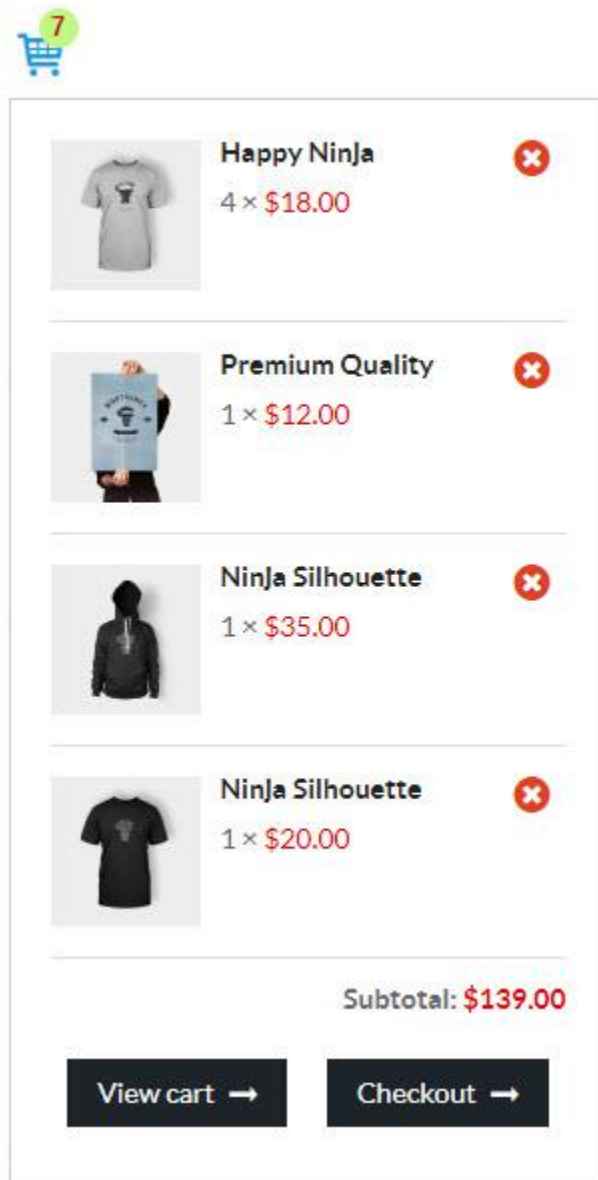 7
Happy Ninja
4 × $18.00
Premium Quality
1 × $12.00
Ninja Silhouette
1 × $35.00
Ninja Silhouette
1 × $20.00
Subtotal: $139.00
View cart →
Checkout →